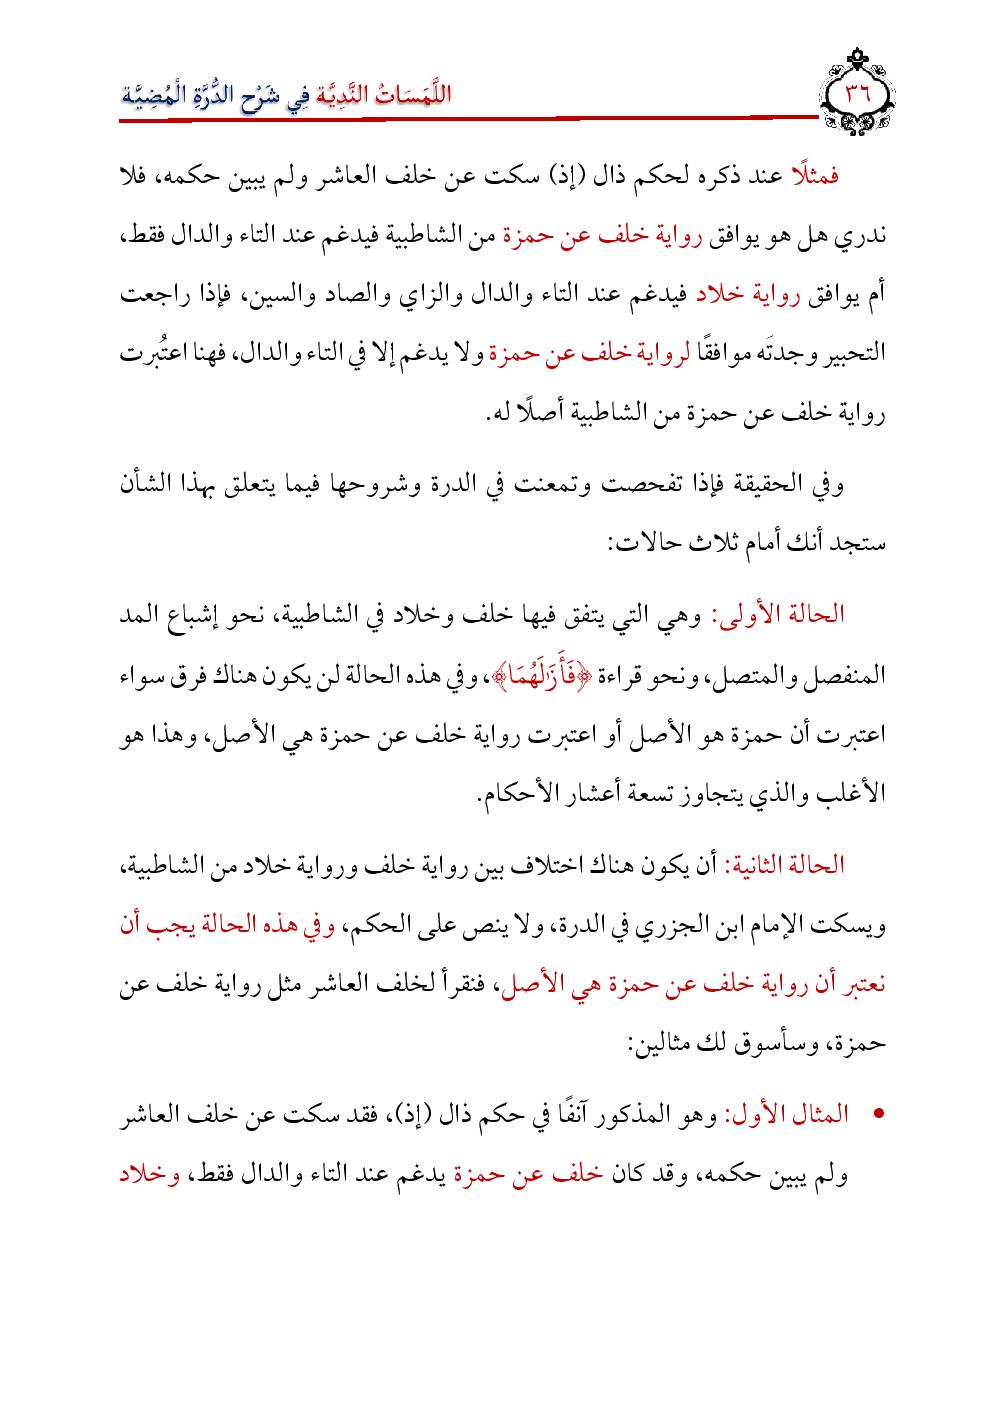 اللَّمَسَاتُ النَّدِيَّة فِي شَرْحِ الدُّرَّةِ الْمُضِيَّة
٣٦
فمثلًا عند ذكره لحكم ذال (إذ) سكت عن خلف العاشر ولم يبين حكمه، فلا
ندري هل هو يوافق رواية خلف عن حمزة من الشاطبية فيدغم عند التاء والدال فقط،
أم يوافق رواية خلاد فيدغم عند التاء والدال والزاي والصاد والسين، فإذا راجعت
التحبير وجدتَه موافقًا لرواية خلف عن حمزة ولا يدغم إلا في التاء والدال، فهنا اعتُبرت
رواية خلف عن حمزة من الشاطبية أصلًا له.
وفي الحقيقة فإذا تفحصت وتمعنت في الدرة وشروحها فيما يتعلق بهذا الشأن
ستجد أنك أمام ثلاث حالات:
الحالة الأولى: وهي التي يتفق فيها خلف وخلاد في الشاطبية، نحو إشباع المد
المنفصل والمتصل، ونحو قراءة ﴿فَأَزَلَهُمَا﴾، وفي هذه الحالة لن يكون هناك فرق سواء
اعتبرت أن حمزة هو الأصل أو اعتبرت رواية خلف عن حمزة هي الأصل، وهذا هو
الأغلب والذي يتجاوز تسعة أعشار الأحكام.
الحالة الثانية: أن يكون هناك اختلاف بين رواية خلف ورواية خلاد من الشاطبية،
ويسكت الإمام ابن الجزري في الدرة، ولا ينص على الحكم، وفي هذه الحالة يجب أن
نعتبر أن رواية خلف عن حمزة هي الأصل، فنقرأ لخلف العاشر مثل رواية خلف عن
حمزة، وسأسوق لك مثالين:
• المثال الأول: وهو المذكور آنفًا في حكم ذال (إذ)، فقد سكت عن خلف العاشر
ولم يبين حكمه، وقد كان خلف عن حمزة يدغم عند التاء والدال فقط، وخلاد